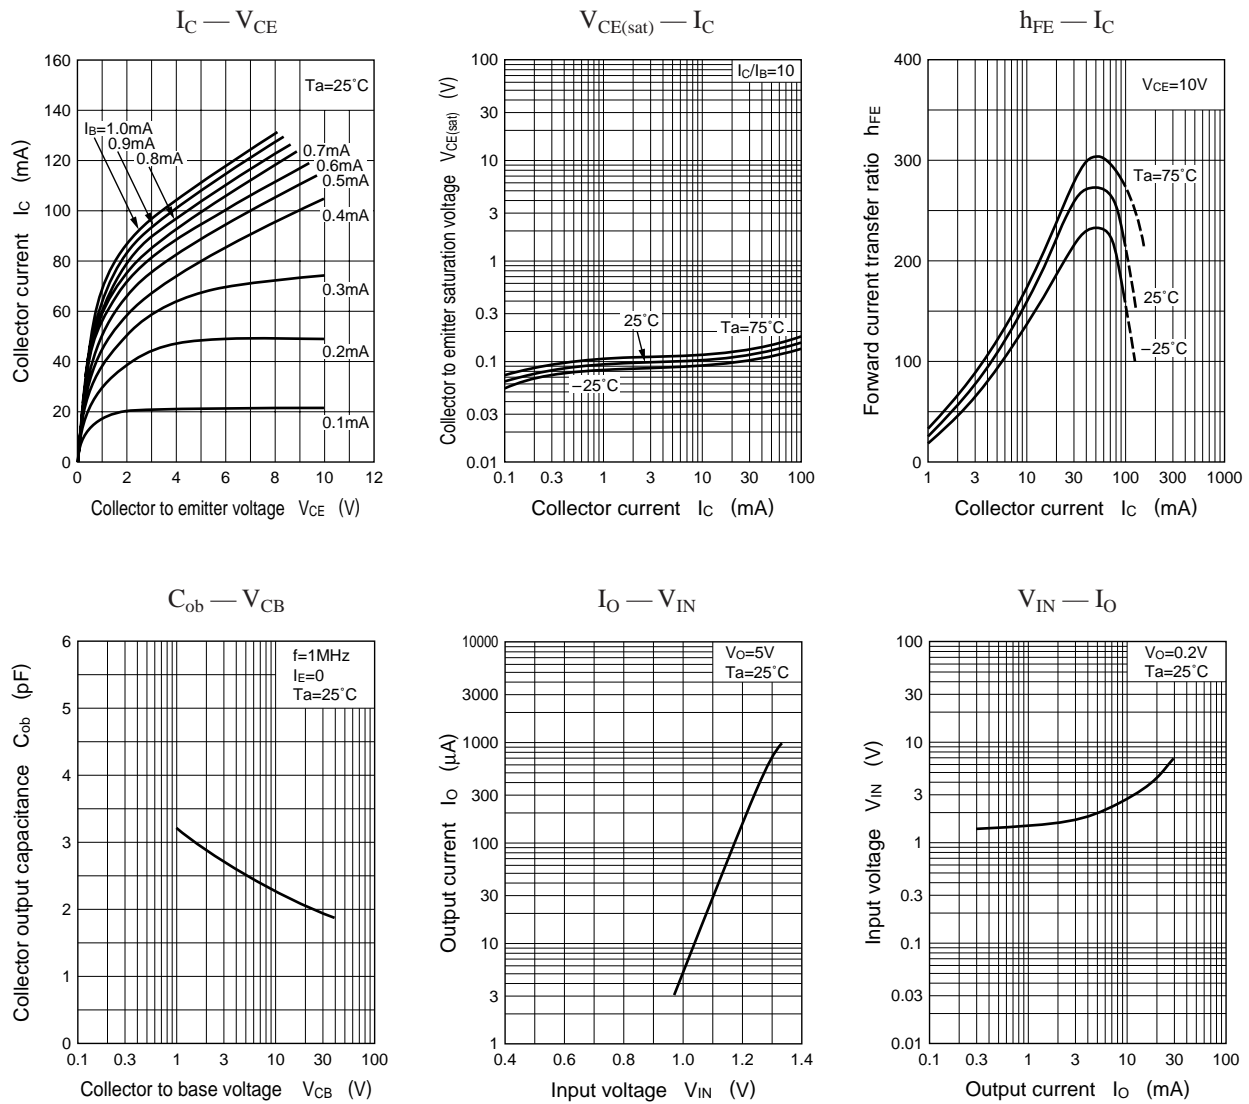 IC — VCE
160
140
120
100
80
60
40
20
0
0
2
4
6
8
10
12
Ta=25˚C
IB=1.0mA
0.9mA
0.8mA
0.7mA
0.6mA
0.5mA
0.4mA
0.3mA
0.2mA
0.1mA
Collector current IC (mA)
Collector to emitter voltage VCE (V)
VCE(sat) — IC
100
30
10
3
1
0.3
0.1
0.03
0.01
0.1
0.3
1
3
10
30
100
IC/IB=10
25˚C
Ta=75˚C
–25˚C
Collector to emitter saturation voltage VCE(sat) (V)
Collector current IC (mA)
hFE — IC
400
300
200
100
0
1
3
10
30
100
300
1000
VCE=10V
Ta=75˚C
25˚C
–25˚C
Forward current transfer ratio hFE
Collector current IC (mA)
Cob — VCB
6
5
4
3
2
1
0
0.1
0.3
1
3
10
30
100
f=1MHz
IE=0
Ta=25˚C
Collector output capacitance Cob (pF)
Collector to base voltage VCB (V)
IO — VIN
10000
3000
1000
300
100
30
10
3
1
0.4
0.6
0.8
1.0
1.2
1.4
VO=5V
Ta=25˚C
Output current IO (µA)
Input voltage VIN (V)
VIN — IO
100
30
10
3
1
0.3
0.1
0.03
0.01
0.1
0.3
1
3
10
30
100
VO=0.2V
Ta=25˚C
Input voltage VIN (V)
Output current IO (mA)